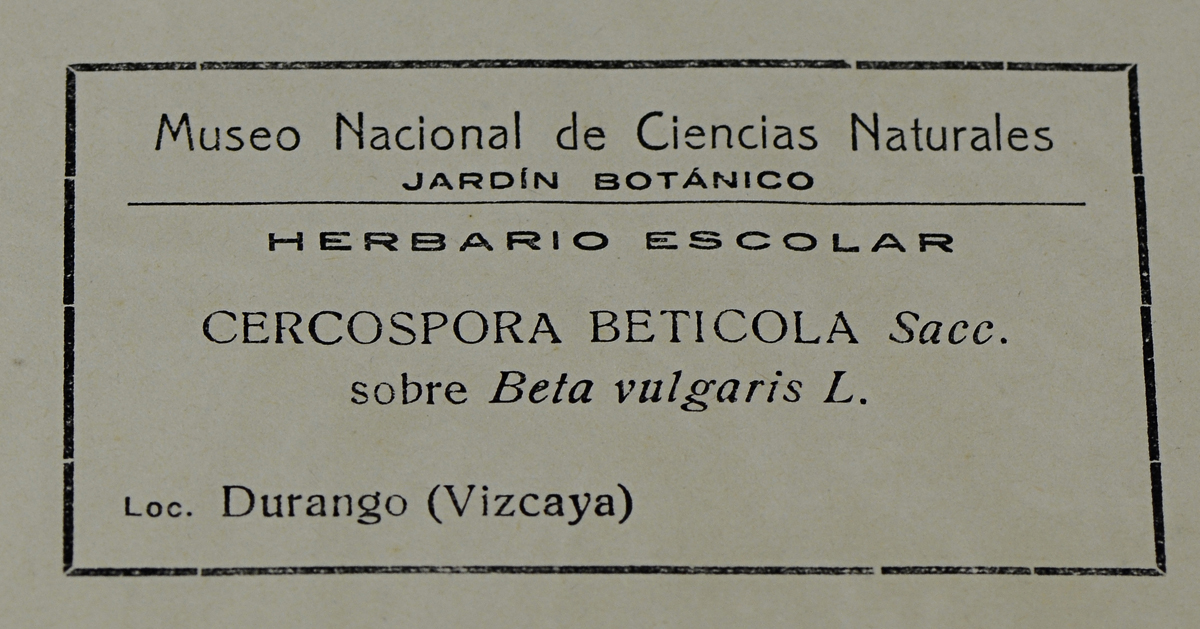 Museo Nacional de Ciencias Naturales
JARDÍN BOTÁNICO
HERBARIO ESCOLAR
CERCOSPORA BETICOLA Sacc.
sobre Beta vulgaris L.
Loc. Durango (Vizcaya)